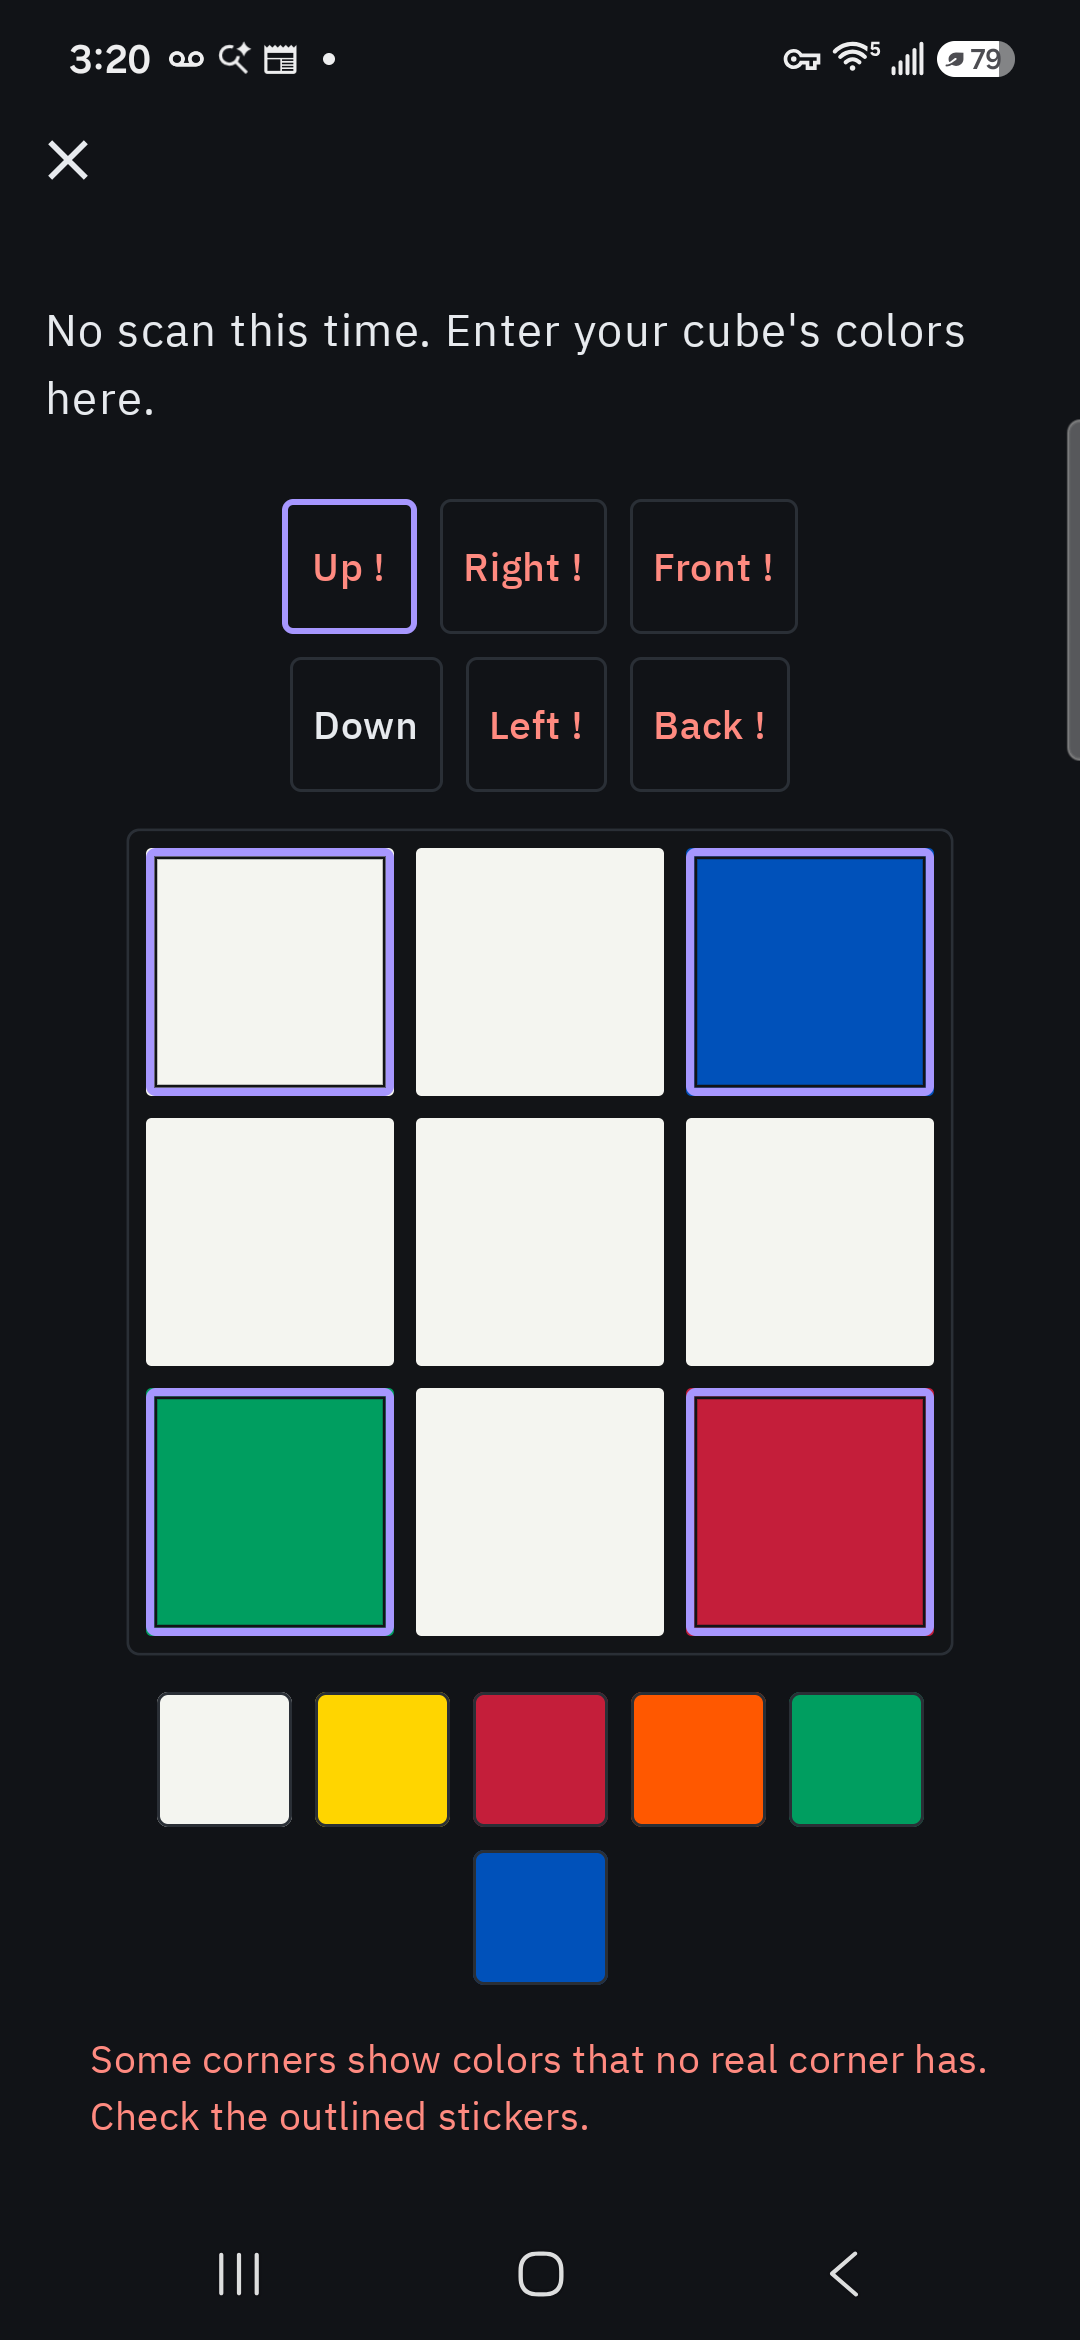 3:20
5
79
No scan this time. Enter your cube's colors
here.
Up !
Right !
Front !
Down
Left !
Back !
Some corners show colors that no real corner has.
Check the outlined stickers.